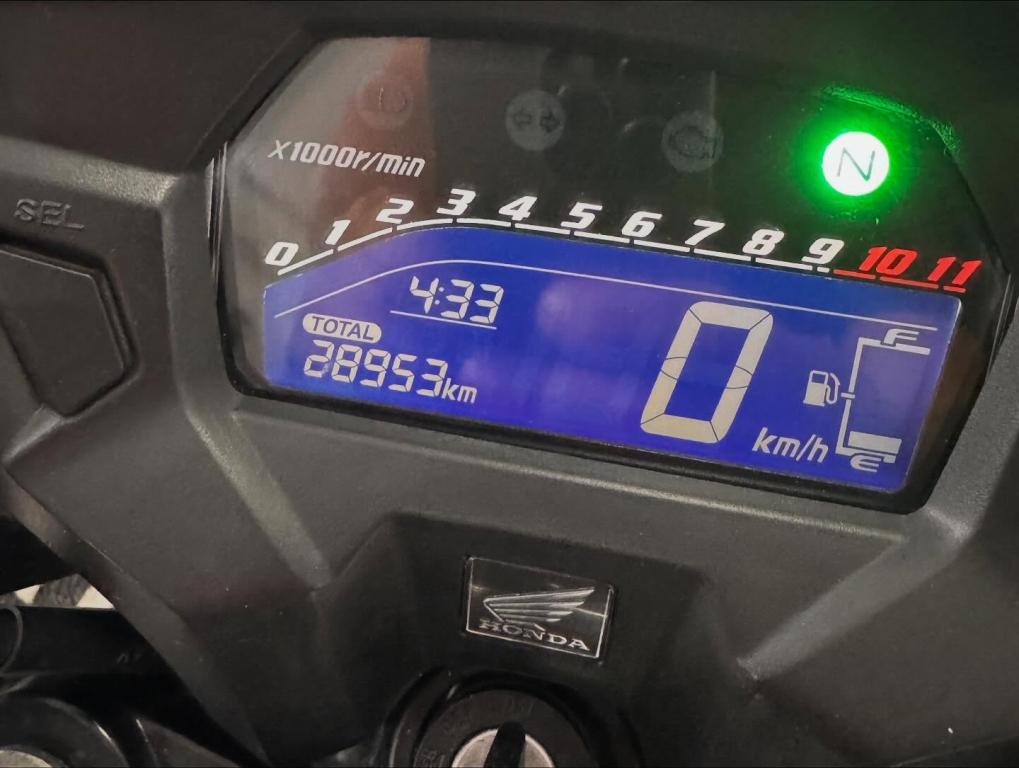 N
x1000r/min
SEL
0 1 2 3 4 5 6 7 8 9 10 11
4:33
TOTAL
28953km
0
km/h
F
E
HONDA